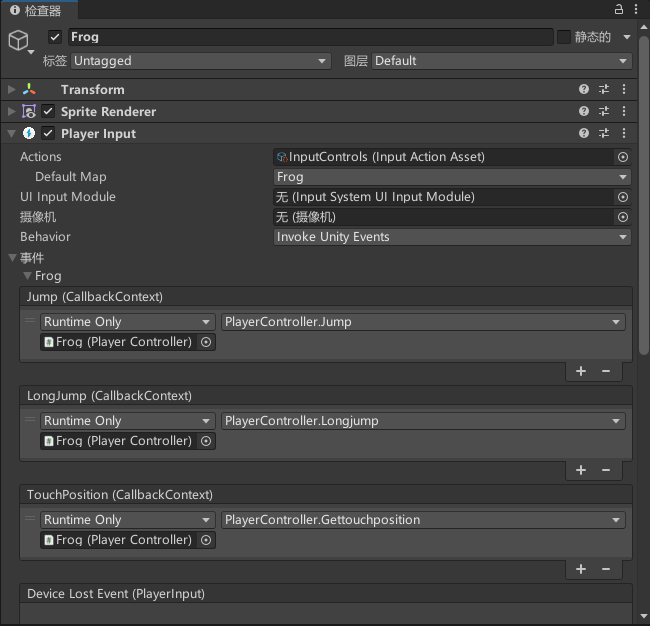 检查器
Frog
静态的
标签 Untagged 图层 Default
Transform
Sprite Renderer
Player Input
Actions InputControls (Input Action Asset)
Default Map Frog
UI Input Module 无 (Input System UI Input Module)
摄像机 无 (摄像机)
Behavior Invoke Unity Events
事件
Frog
Jump (CallbackContext)
Runtime Only PlayerController.Jump
Frog (Player Controller)
LongJump (CallbackContext)
Runtime Only PlayerController.Longjump
Frog (Player Controller)
TouchPosition (CallbackContext)
Runtime Only PlayerController.Gettouchposition
Frog (Player Controller)
Device Lost Event (PlayerInput)